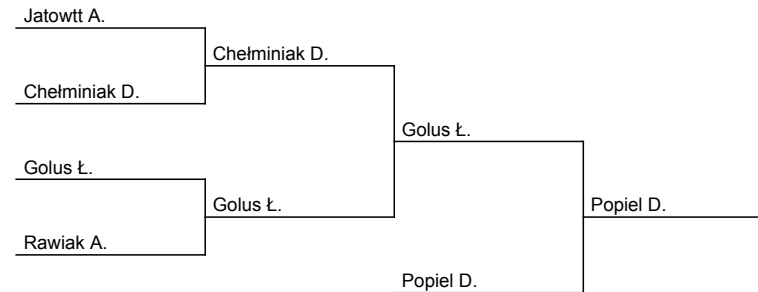 Jatowtt A.
Chełminiak D.
Chełminiak D.
Golus Ł.
Golus Ł.
Golus Ł.
Popiel D.
Rawiak A.
Popiel D.